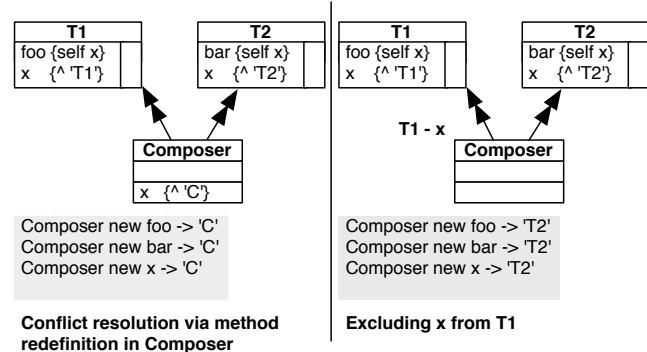 T1
foo {self x}
x {^ 'T1'}
T2
bar {self x}
x {^ 'T2'}
Composer
x {^ 'C'}
Composer new foo -> 'C'
Composer new bar -> 'C'
Composer new x -> 'C'
Conflict resolution via method
redefinition in Composer
T1
foo {self x}
x {^ 'T1'}
T2
bar {self x}
x {^ 'T2'}
T1 - x
Composer
Composer new foo -> 'T2'
Composer new bar -> 'T2'
Composer new x -> 'T2'
Excluding x from T1